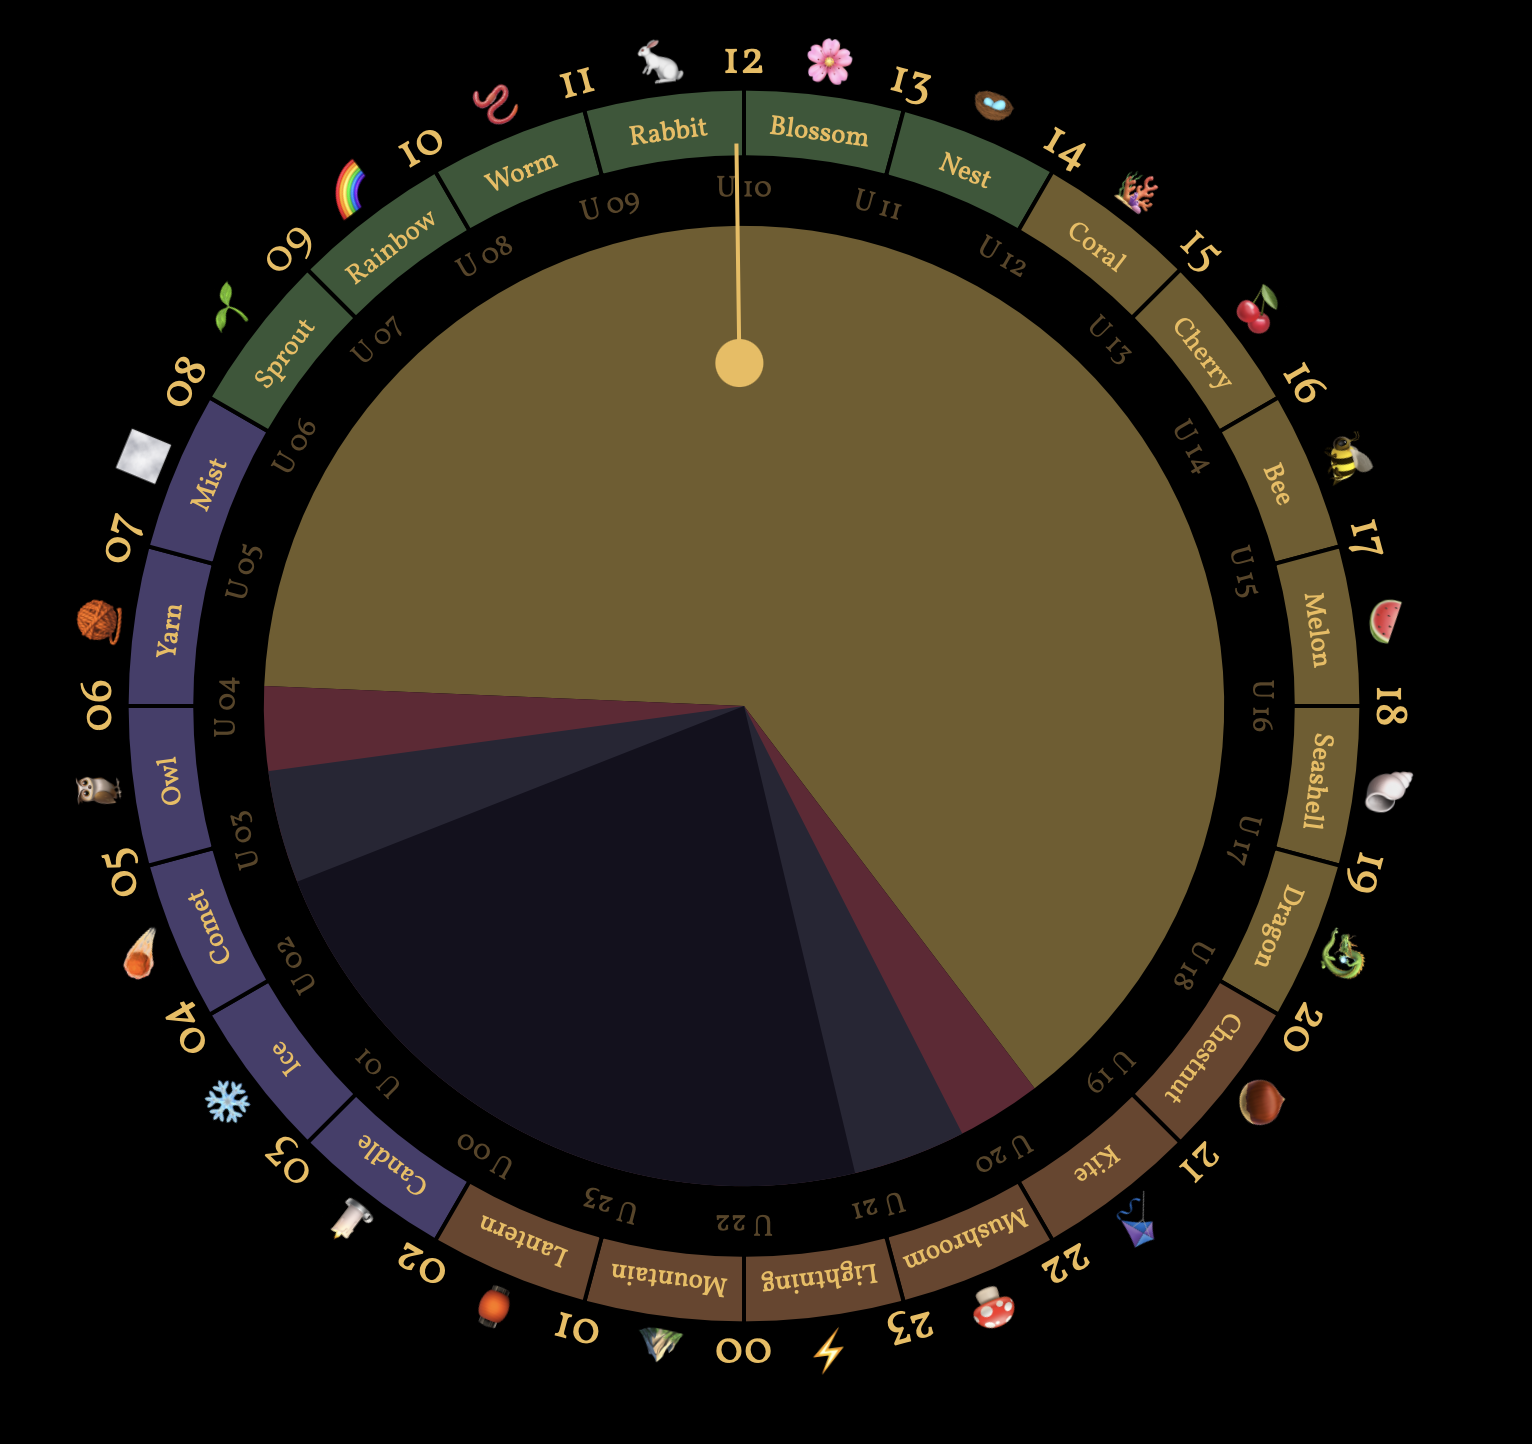 12
13
14
15
16
17
18
19
20
21
22
23
00
01
02
03
04
05
06
07
08
09
10
11
Blossom
Nest
Coral
Cherry
Bee
Melon
Seashell
Dragon
Chestnut
Kite
Mushroom
Lightning
Mountain
Lantern
Candle
Ice
Comet
Owl
Yarn
Mist
Sprout
Rainbow
Worm
Rabbit
U 10
U 11
U 12
U 13
U 14
U 15
U 16
U 17
U 18
U 19
U 20
U 21
U 22
U 23
U 00
U 01
U 02
U 03
U 04
U 05
U 06
U 07
U 08
U 09